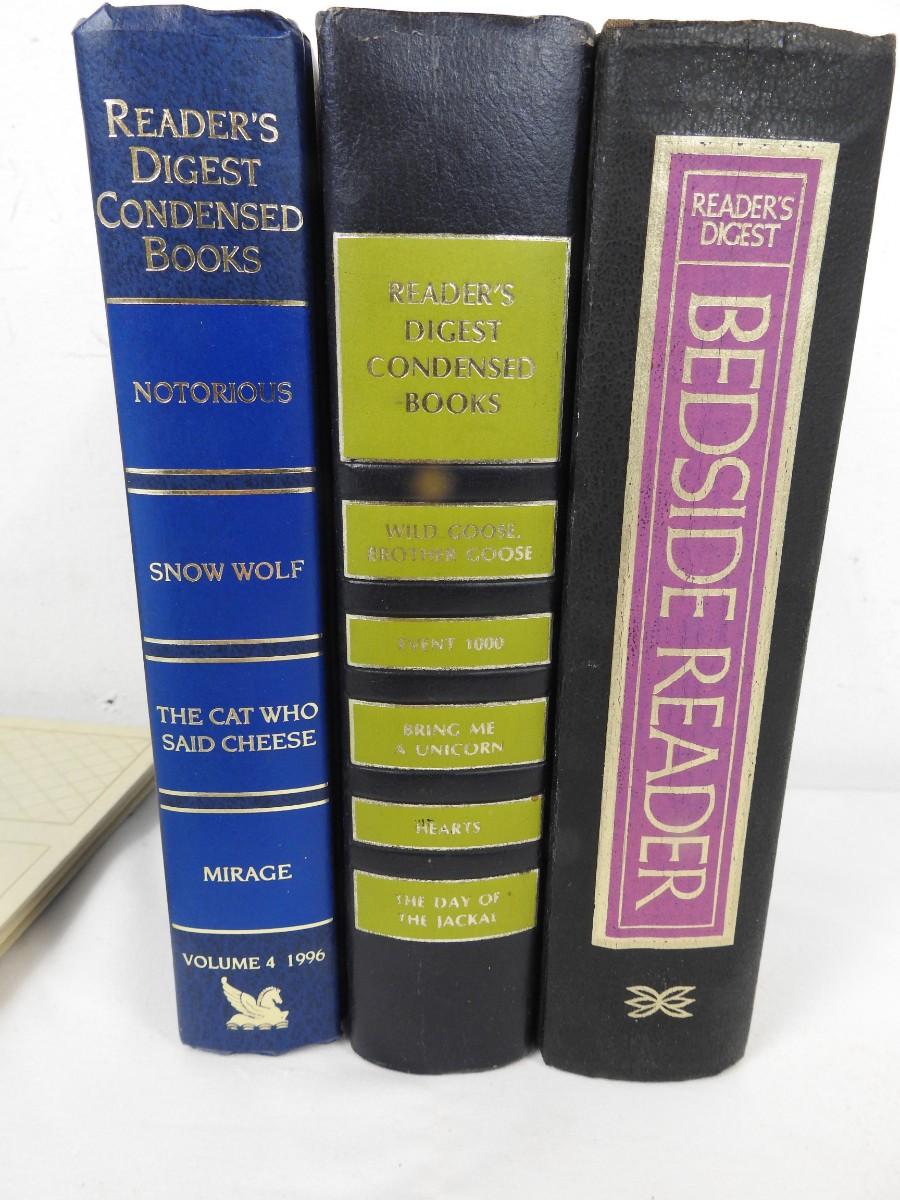 READER'S
DIGEST
CONDENSED
BOOKS
NOTORIOUS
SNOW WOLF
THE CAT WHO
SAID CHEESE
MIRAGE
VOLUME 4 1996
READER'S
DIGEST
CONDENSED
BOOKS
WILD GOOSE,
BROTHER GOOSE
EVENT 1000
BRING ME
A UNICORN
HEARTS
THE DAY OF
THE JACKAL
READER'S
DIGEST
BEDSIDE READER